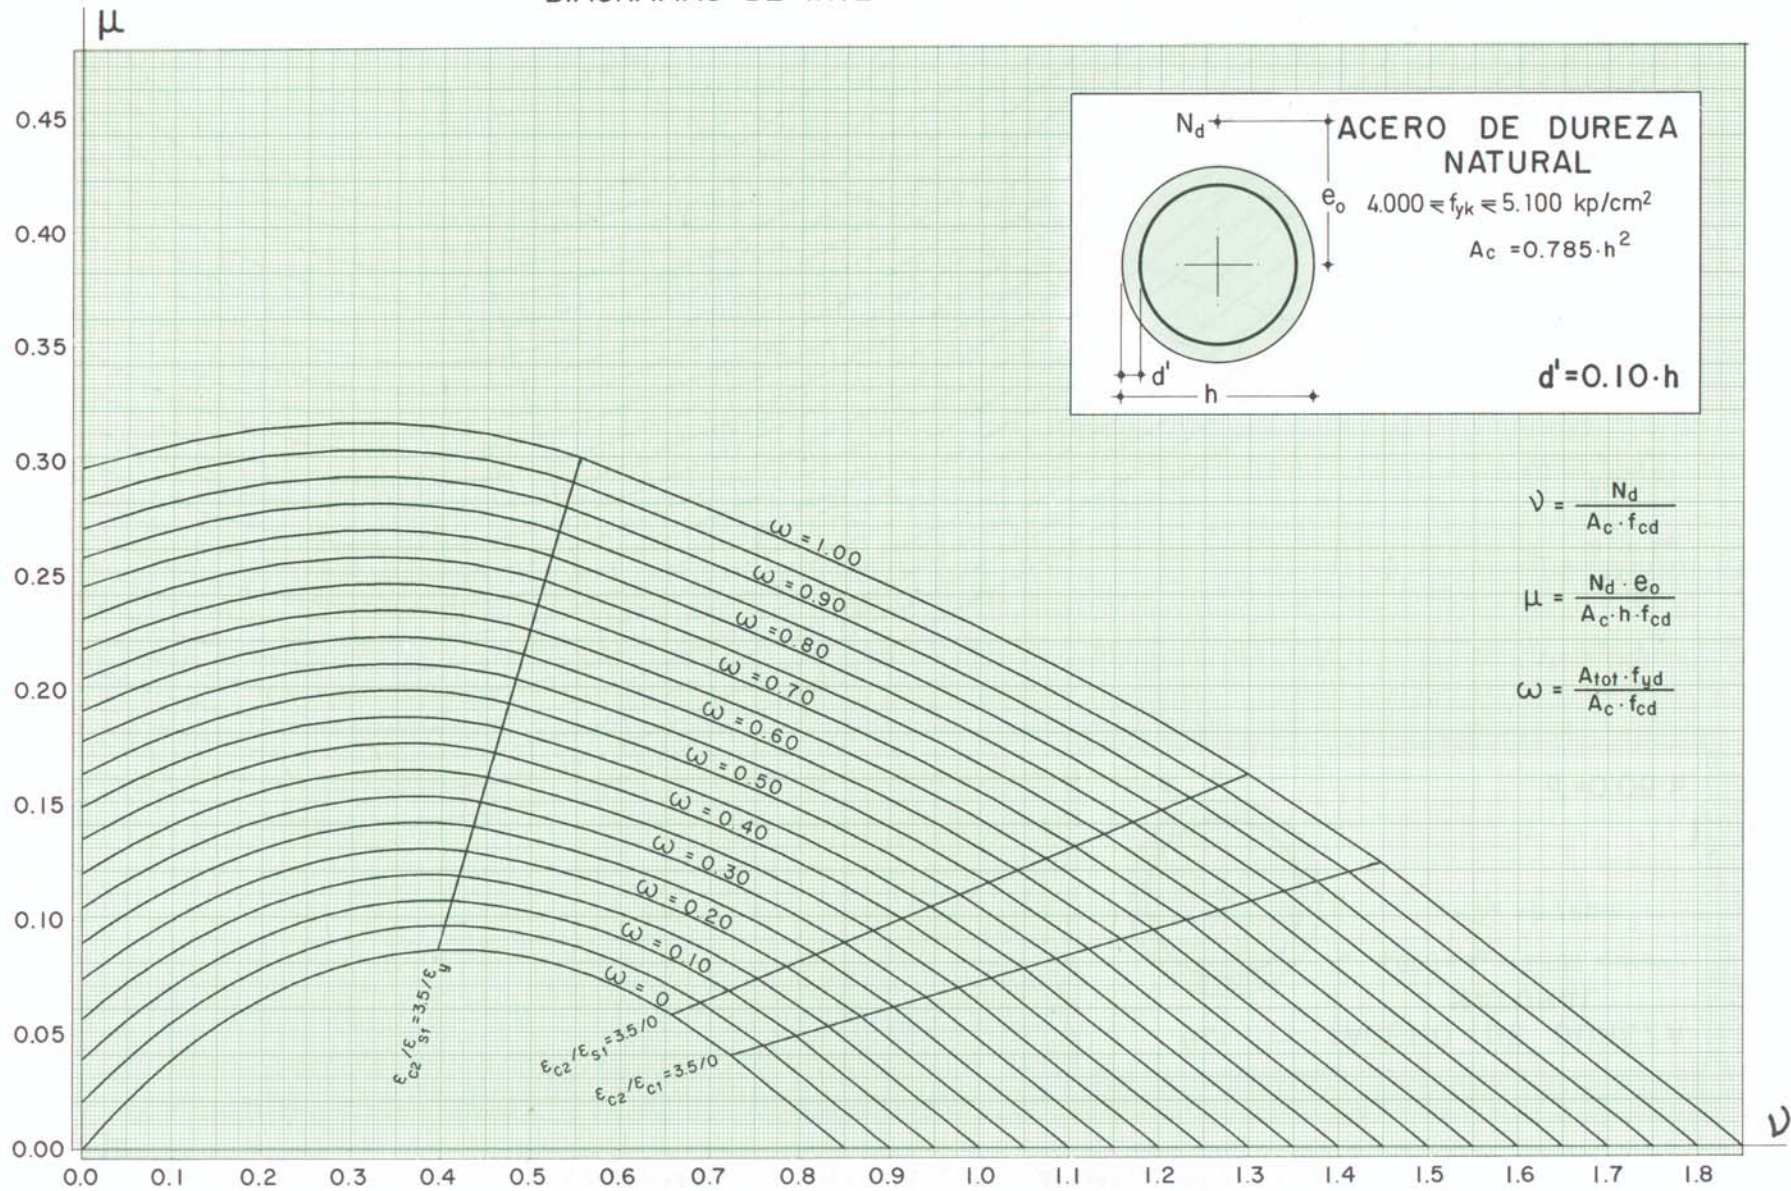 μ
0.45
0.40
0.35
0.30
0.25
0.20
0.15
0.10
0.05
0.00
0.0 0.1 0.2 0.3 0.4 0.5 0.6 0.7 0.8 0.9 1.0 1.1 1.2 1.3 1.4 1.5 1.6 1.7 1.8
ν
N_d
e_o
d'
h
ACERO DE DUREZA
NATURAL
4.000 ≤ f_yk ≤ 5.100 kp/cm²
A_c = 0.785·h²
d'=0.10·h
ν = N_d / A_c · f_cd
μ = N_d · e_o / A_c · h · f_cd
ω = A_tot · f_yd / A_c · f_cd
ω = 1.00
ω = 0.90
ω = 0.80
ω = 0.70
ω = 0.60
ω = 0.50
ω = 0.40
ω = 0.30
ω = 0.20
ω = 0.10
ω = 0
ε_c2/ε_s1=3.5/ε_y
ε_c2/ε_s1=3.5/0
ε_c2/ε_c1=3.5/0